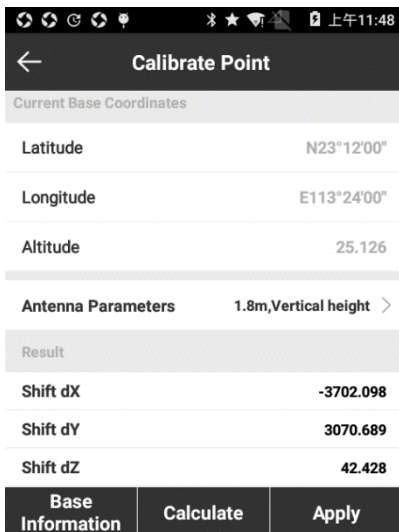 上午11:48
Calibrate Point
Current Base Coordinates
Latitude N23°12'00"
Longitude E113°24'00"
Altitude 25.126
Antenna Parameters 1.8m,Vertical height
Result
Shift dX -3702.098
Shift dY 3070.689
Shift dZ 42.428
Base Information Calculate Apply